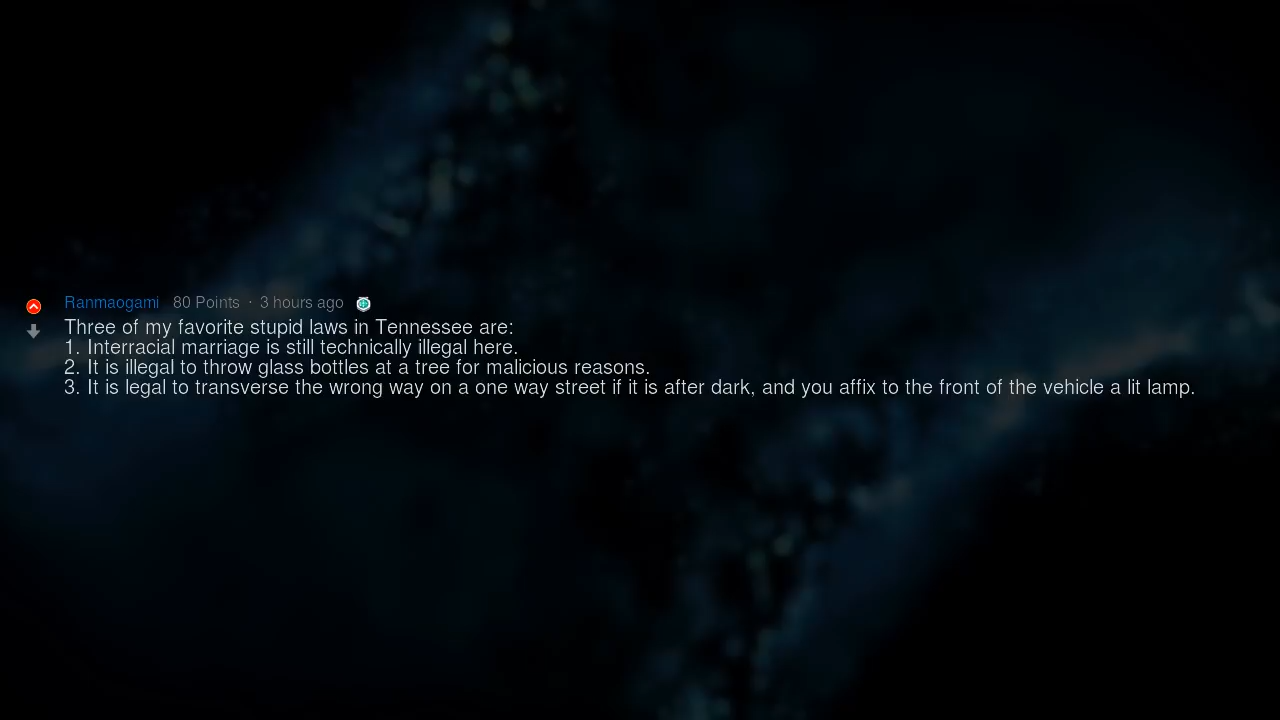 Ranmaogami 80 Points · 3 hours ago
Three of my favorite stupid laws in Tennessee are:
1. Interracial marriage is still technically illegal here.
2. It is illegal to throw glass bottles at a tree for malicious reasons.
3. It is legal to transverse the wrong way on a one way street if it is after dark, and you affix to the front of the vehicle a lit lamp.